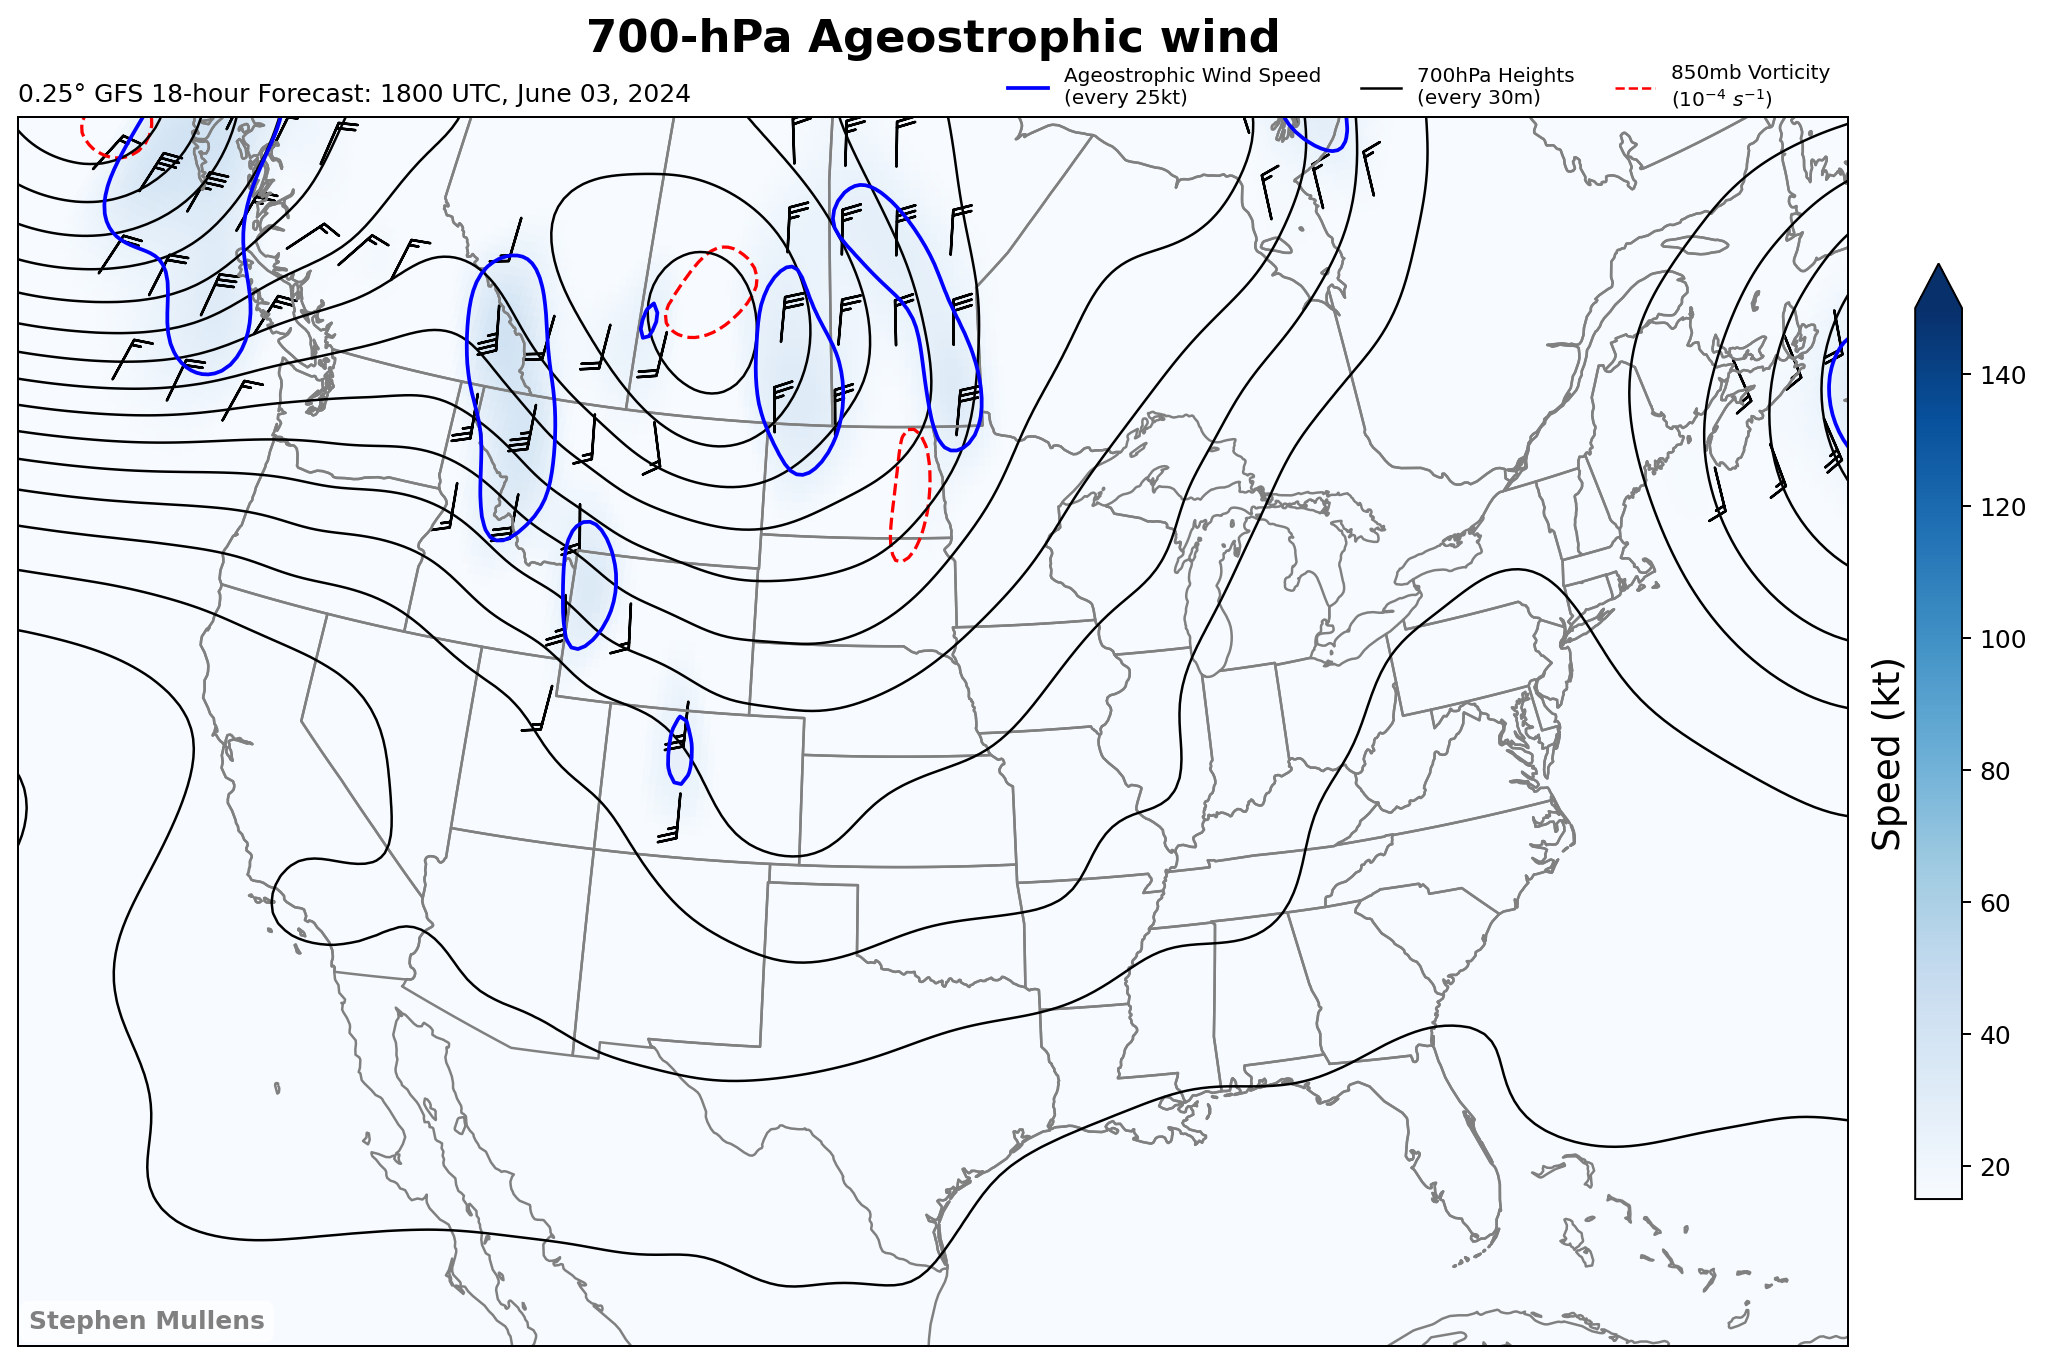 700-hPa Ageostrophic wind
0.25° GFS 18-hour Forecast: 1800 UTC, June 03, 2024
Ageostrophic Wind Speed
(every 25kt)
700hPa Heights
(every 30m)
850mb Vorticity
(10⁻⁴ s⁻¹)
140
120
100
80
60
40
20
Speed (kt)
Stephen Mullens